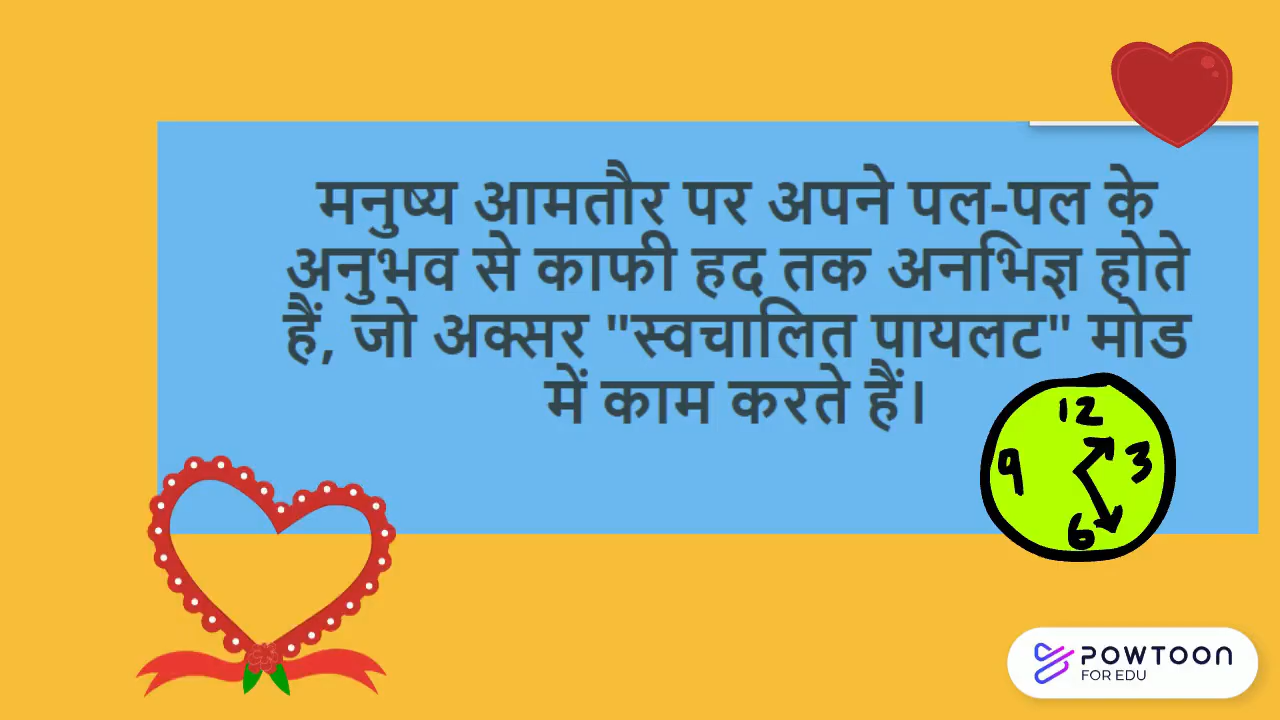 मनुष्य आमतौर पर अपने पल-पल के
अनुभव से काफी हद तक अनभिज्ञ होते
हैं, जो अक्सर "स्वचालित पायलट" मोड
में काम करते हैं।
12
9 3
6
POWTOON
FOR EDU